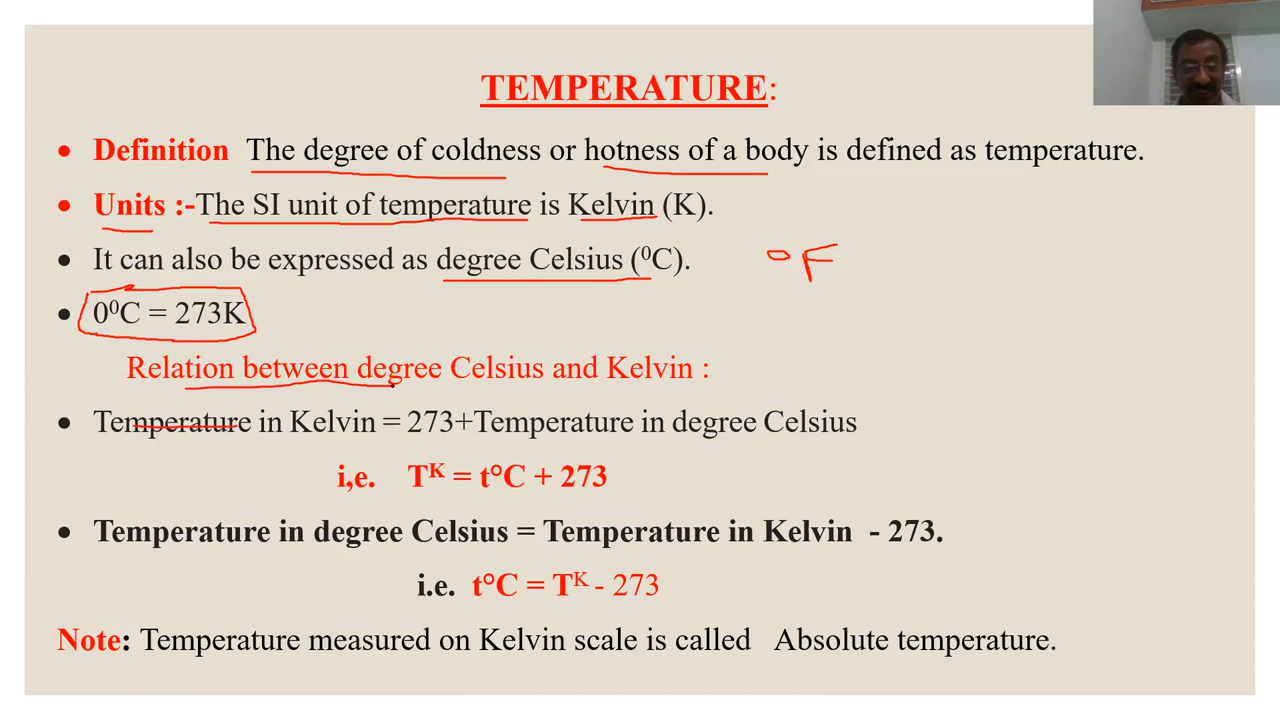 TEMPERATURE:
• Definition The degree of coldness or hotness of a body is defined as temperature.
• Units :-The SI unit of temperature is Kelvin (K).
• It can also be expressed as degree Celsius (⁰C). °F
• 0⁰C = 273K
Relation between degree Celsius and Kelvin :
• Temperature in Kelvin = 273+Temperature in degree Celsius
i,e. Tᴷ = t°C + 273
• Temperature in degree Celsius = Temperature in Kelvin - 273.
i.e. t°C = Tᴷ - 273
Note: Temperature measured on Kelvin scale is called Absolute temperature.